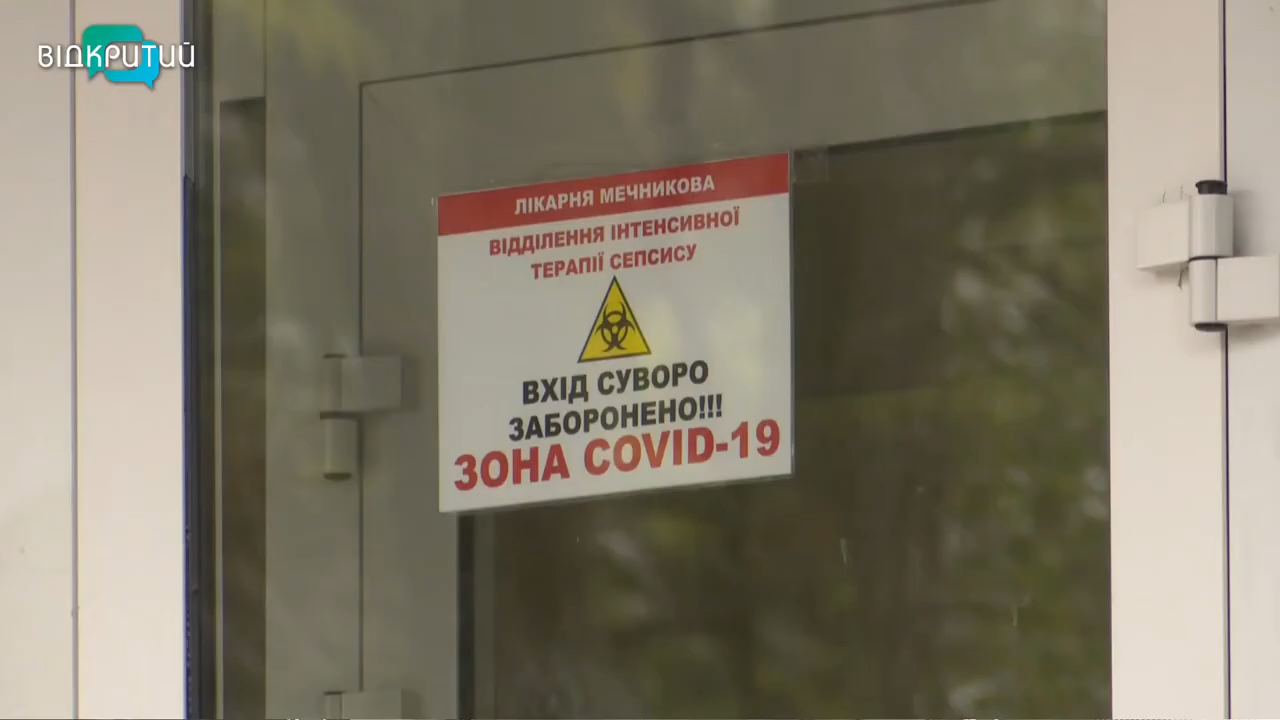 ВІДКРИТИЙ
ЛІКАРНЯ МЕЧНИКОВА
ВІДДІЛЕННЯ ІНТЕНСИВНОЇ
ТЕРАПІЇ СЕПСИСУ
ВХІД СУВОРО
ЗАБОРОНЕНО!!!
ЗОНА COVID-19